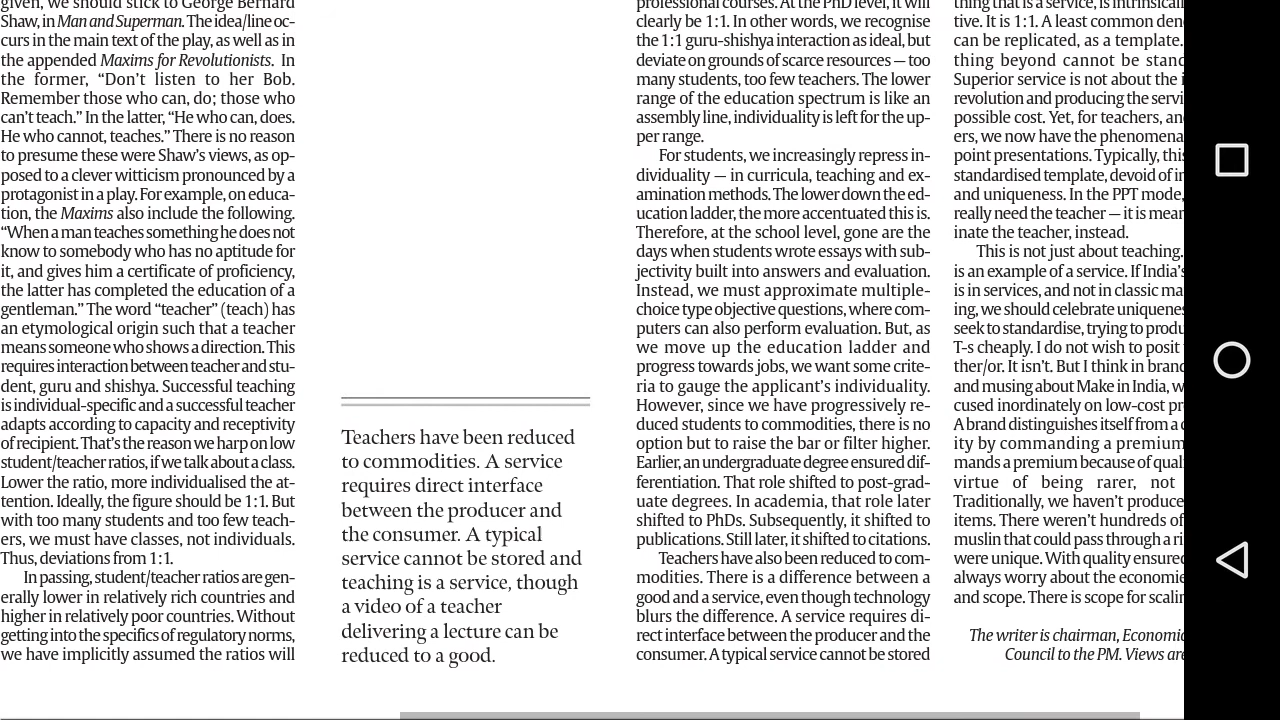 given, we should stick to George Bernard
Shaw, in Man and Superman. The idea/line oc-
curs in the main text of the play, as well as in
the appended Maxims for Revolutionists. In
the former, “Don’t listen to her Bob.
Remember those who can, do; those who
can’t teach.” In the latter, “He who can, does.
He who cannot, teaches.” There is no reason
to presume these were Shaw’s views, as op-
posed to a clever witticism pronounced by a
protagonist in a play. For example, on educa-
tion, the Maxims also include the following.
“When a man teaches something he does not
know to somebody who has no aptitude for
it, and gives him a certificate of proficiency,
the latter has completed the education of a
gentleman.” The word “teacher” (teach) has
an etymological origin such that a teacher
means someone who shows a direction. This
requires interaction between teacher and stu-
dent, guru and shishya. Successful teaching
is individual-specific and a successful teacher
adapts according to capacity and receptivity
of recipient. That’s the reason we harp on low
student/teacher ratios, if we talk about a class.
Lower the ratio, more individualised the at-
tention. Ideally, the figure should be 1:1. But
with too many students and too few teach-
ers, we must have classes, not individuals.
Thus, deviations from 1:1.
In passing, student/teacher ratios are gen-
erally lower in relatively rich countries and
higher in relatively poor countries. Without
getting into the specifics of regulatory norms,
we have implicitly assumed the ratios will
Teachers have been reduced
to commodities. A service
requires direct interface
between the producer and
the consumer. A typical
service cannot be stored and
teaching is a service, though
a video of a teacher
delivering a lecture can be
reduced to a good.
professional courses. At the PhD level, it will
clearly be 1:1. In other words, we recognise
the 1:1 guru-shishya interaction as ideal, but
deviate on grounds of scarce resources — too
many students, too few teachers. The lower
range of the education spectrum is like an
assembly line, individuality is left for the up-
per range.
For students, we increasingly repress in-
dividuality — in curricula, teaching and ex-
amination methods. The lower down the ed-
ucation ladder, the more accentuated this is.
Therefore, at the school level, gone are the
days when students wrote essays with sub-
jectivity built into answers and evaluation.
Instead, we must approximate multiple-
choice type objective questions, where com-
puters can also perform evaluation. But, as
we move up the education ladder and
progress towards jobs, we want some crite-
ria to gauge the applicant’s individuality.
However, since we have progressively re-
duced students to commodities, there is no
option but to raise the bar or filter higher.
Earlier, an undergraduate degree ensured dif-
ferentiation. That role shifted to post-grad-
uate degrees. In academia, that role later
shifted to PhDs. Subsequently, it shifted to
publications. Still later, it shifted to citations.
Teachers have also been reduced to com-
modities. There is a difference between a
good and a service, even though technology
blurs the difference. A service requires di-
rect interface between the producer and the
consumer. A typical service cannot be stored
thing that is a service, is intrinsicall
tive. It is 1:1. A least common den
can be replicated, as a template.
thing beyond cannot be stand
Superior service is not about the i
revolution and producing the servi
possible cost. Yet, for teachers, an
ers, we now have the phenomena
point presentations. Typically, this
standardised template, devoid of in
and uniqueness. In the PPT mode,
really need the teacher — it is mean
inate the teacher, instead.
This is not just about teaching.
is an example of a service. If India’s
is in services, and not in classic ma
ing, we should celebrate uniquenes
seek to standardise, trying to produ
T-s cheaply. I do not wish to posit
ther/or. It isn’t. But I think in brand
and musing about Make in India, w
cused inordinately on low-cost pr
A brand distinguishes itself from a c
ity by commanding a premium
mands a premium because of qual
virtue of being rarer, not
Traditionally, we haven’t produce
items. There weren’t hundreds of
muslin that could pass through a ri
were unique. With quality ensured
always worry about the economie
and scope. There is scope for scalin
The writer is chairman, Economic
Council to the PM. Views are